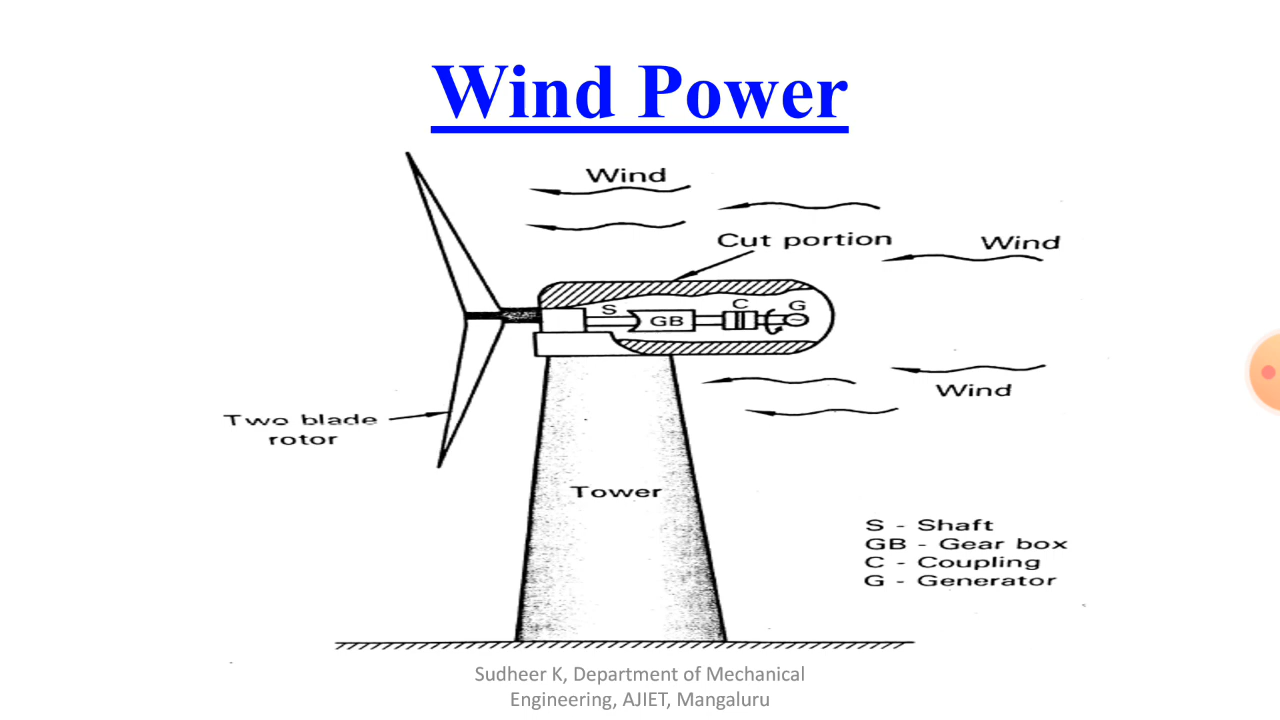 Wind Power
Wind
Cut portion
Wind
S
GB
C
G
Wind
Two blade
rotor
Tower
S - Shaft
GB - Gear box
C - Coupling
G - Generator
Sudheer K, Department of Mechanical
Engineering, AJIET, Mangaluru